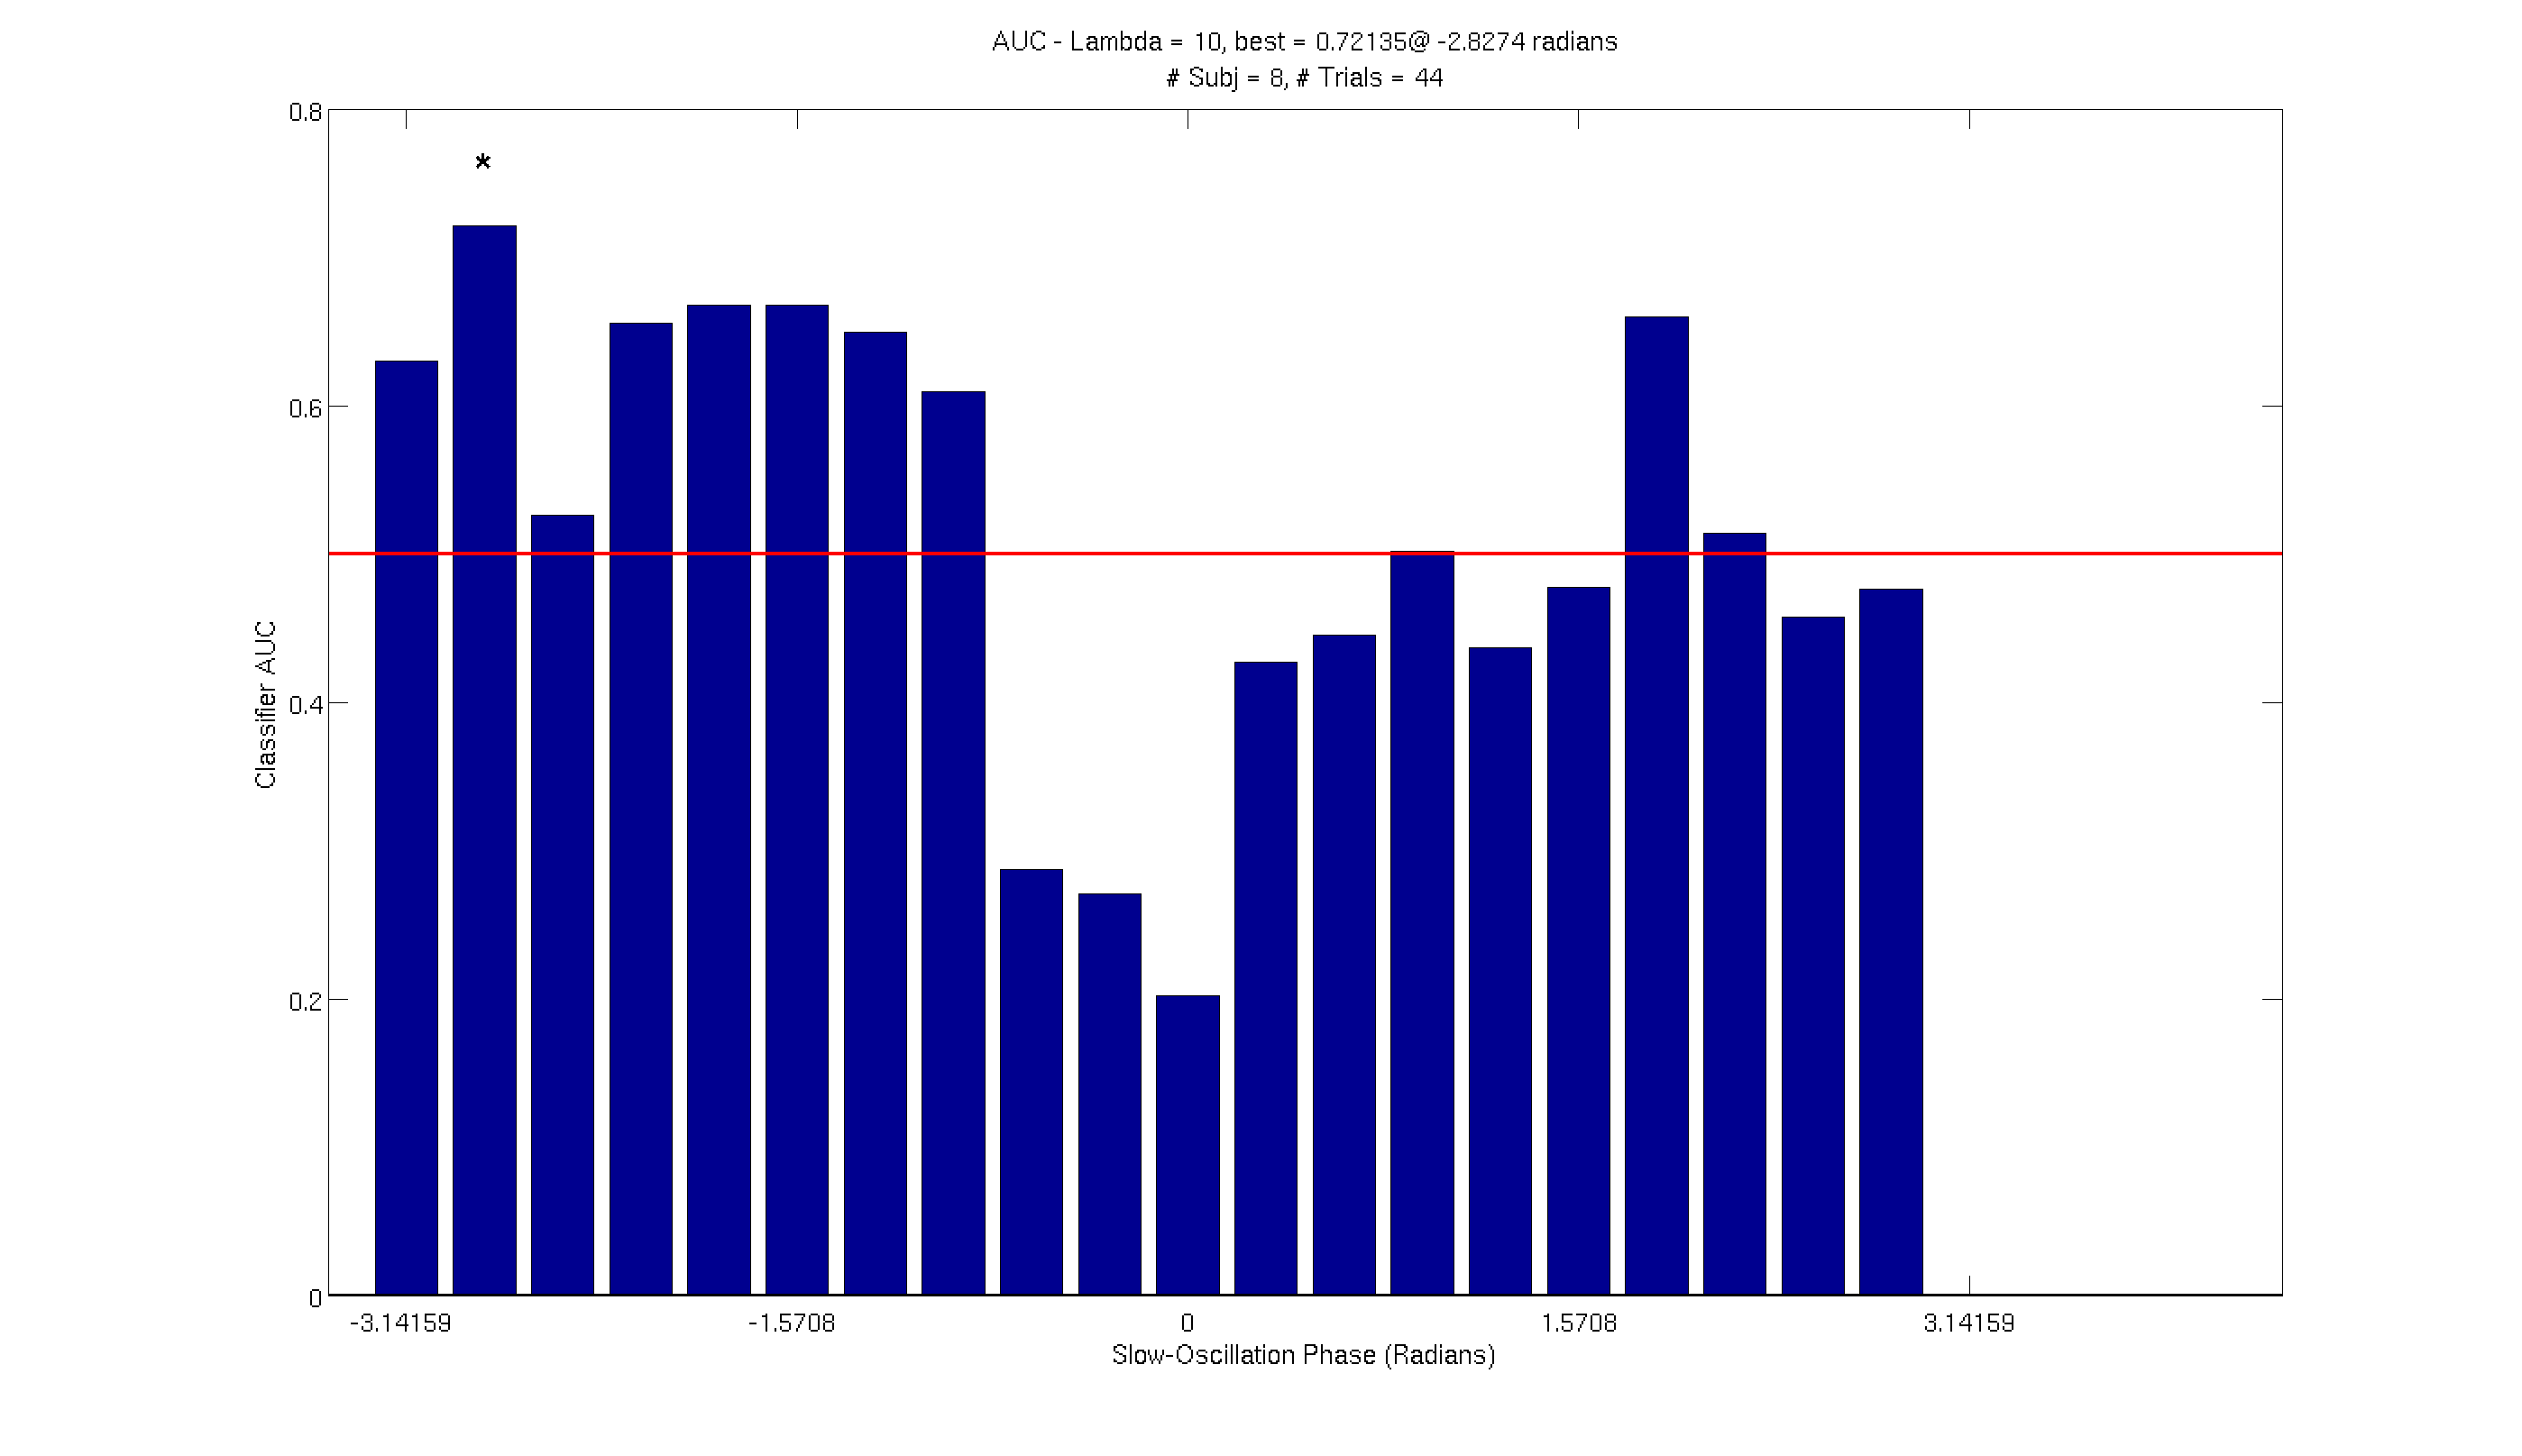 AUC - Lambda = 10, best = 0.72135@ -2.8274 radians
# Subj = 8, # Trials = 44
0.8
*
0.6
0.4
0.2
0
Classifier AUC
-3.14159 -1.5708 0 1.5708 3.14159
Slow-Oscillation Phase (Radians)